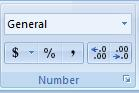 General
$ % , .0 .00 .00 .0
Number